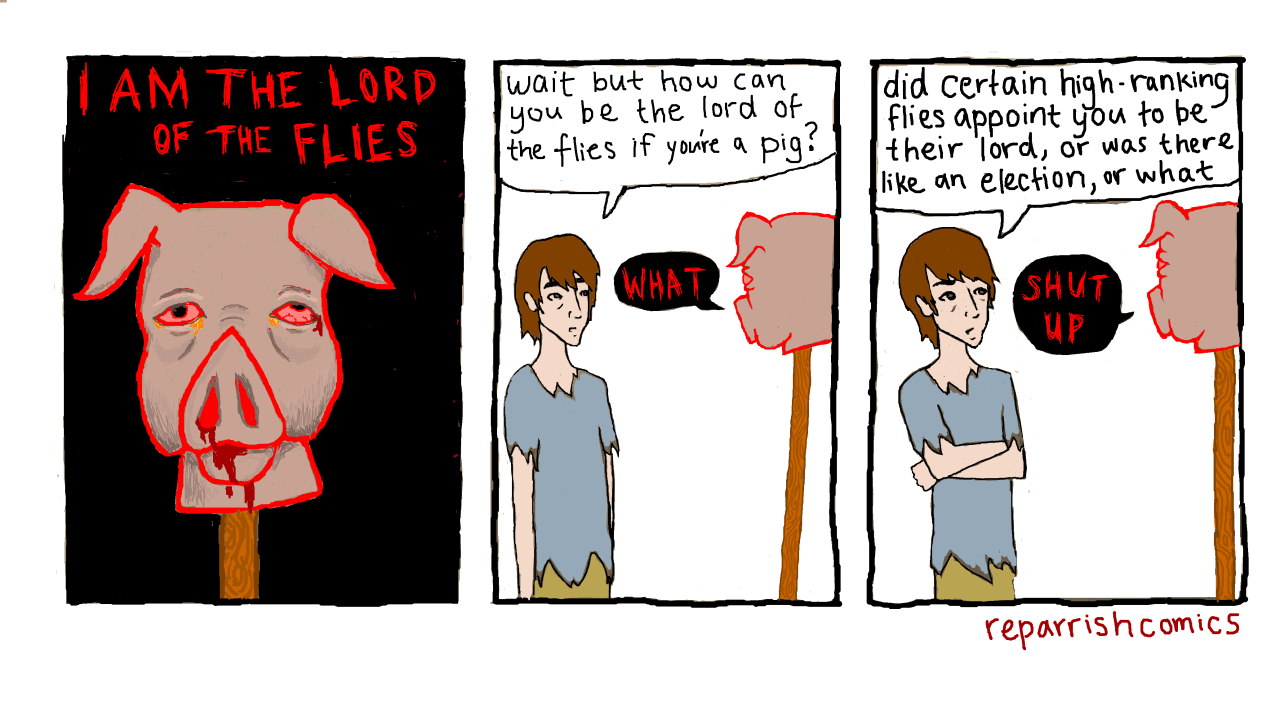 I AM THE LORD
OF THE FLIES
wait but how can
you be the lord of
the flies if you're a pig?
WHAT
did certain high-ranking
flies appoint you to be
their lord, or was there
like an election, or what
SHUT
UP
reparrishcomics